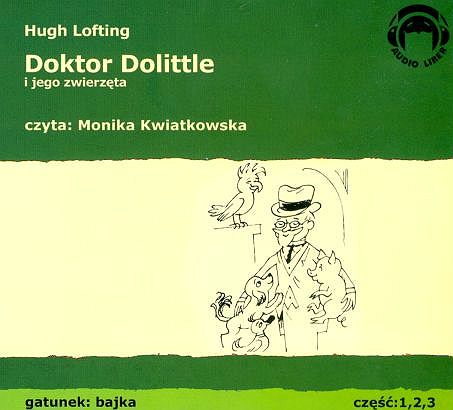 Hugh Lofting
AUDIO LIBER
Doktor Dolittle
i jego zwierzęta
czyta: Monika Kwiatkowska
gatunek: bajka
część:1,2,3